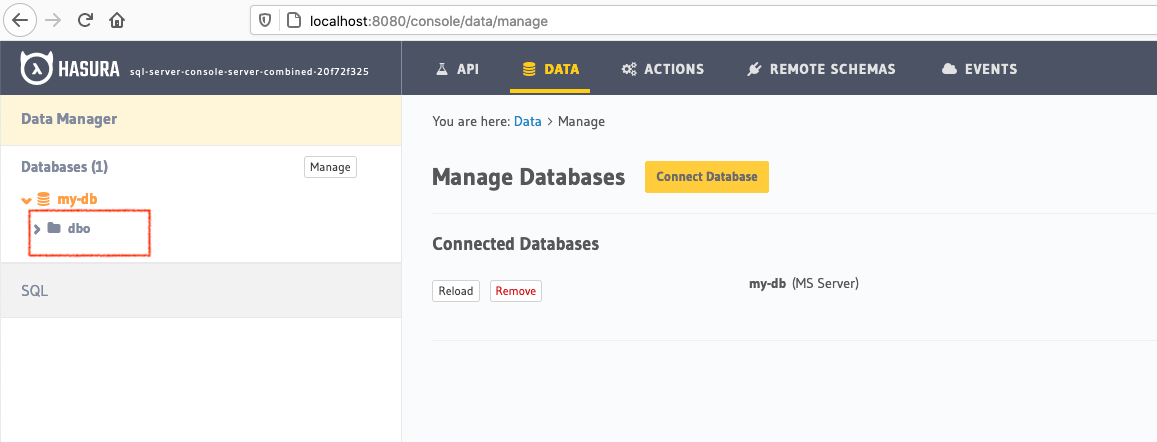 localhost:8080/console/data/manage
HASURA sql-server-console-server-combined-20f72f325
API DATA ACTIONS REMOTE SCHEMAS EVENTS
Data Manager
Databases (1) Manage
my-db
dbo
SQL
You are here: Data > Manage
Manage Databases Connect Database
Connected Databases
Reload Remove my-db (MS Server)